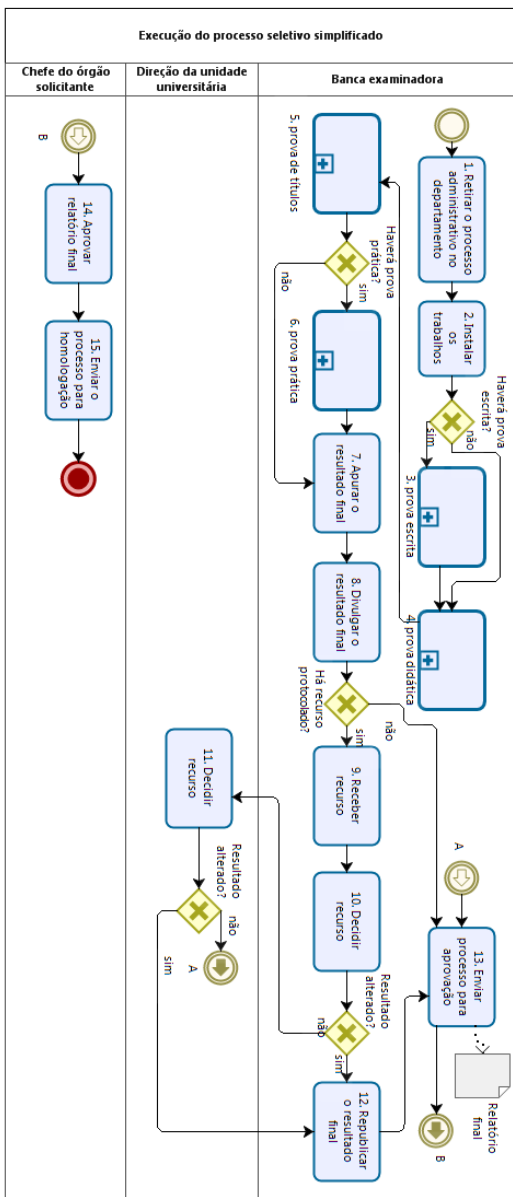 Execução do processo seletivo simplificado
Chefe do órgão
solicitante
Direção da unidade
universitária
Banca examinadora
1. Retirar o processo
administrativo no
departamento
2. Instalar
os
trabalhos
Haverá prova
escrita?
não
sim
3. prova escrita
4. prova didática
5. prova de títulos
Haverá prova
prática?
sim
não
6. prova prática
7. Apurar o
resultado final
8. Divulgar o
resultado final
Há recurso
protocolado?
não
sim
9. Receber
recurso
10. Decidir
recurso
Resultado
alterado?
não
sim
11. Decidir
recurso
Resultado
alterado?
não
sim
A
12. Republicar
o resultado
final
A
13. Enviar
processo para
aprovação
Relatório
final
B
B
14. Aprovar
relatório final
15. Enviar o
processo para
homologação